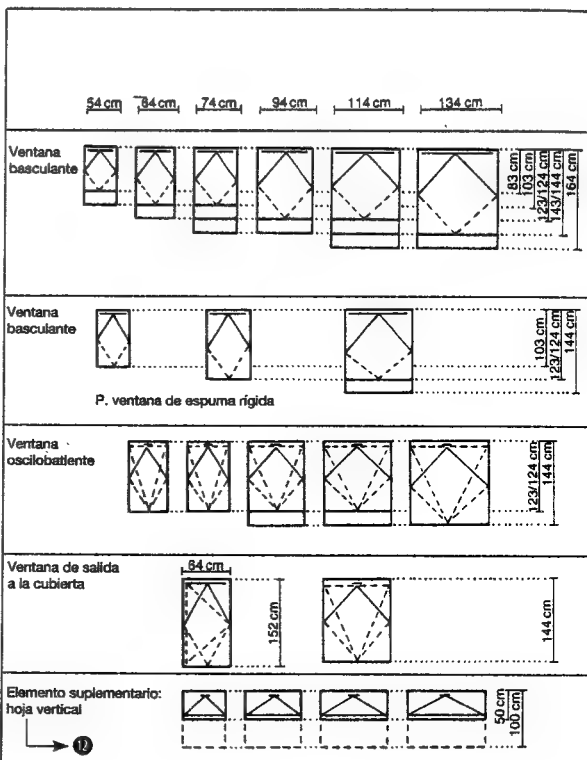 54 cm 64 cm 74 cm 94 cm 114 cm 134 cm
Ventana
basculante
83 cm
103 cm
123/124 cm
143/144 cm
164 cm
Ventana
basculante
103 cm
123/124 cm
144 cm
P. ventana de espuma rígida
Ventana
oscilobatiente
123/124 cm
144 cm
Ventana de salida
a la cubierta
64 cm
152 cm
144 cm
Elemento suplementario:
hoja vertical
50 cm
100 cm
12